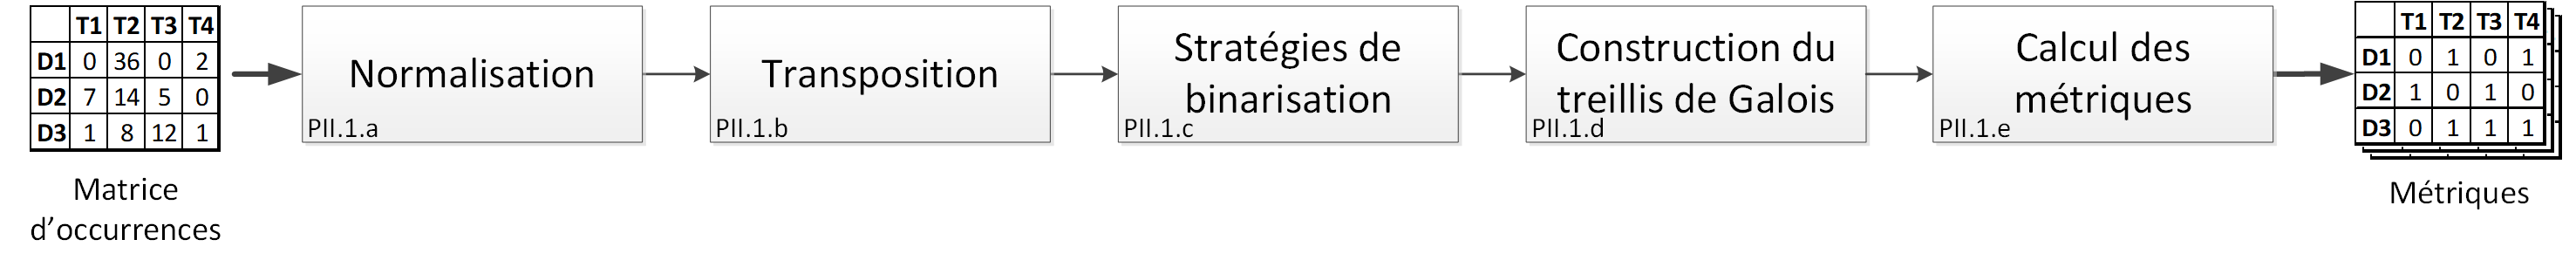 T1 T2 T3 T4
D1 0 36 0 2
D2 7 14 5 0
D3 1 8 12 1
Matrice
d’occurrences
Normalisation
PII.1.a
Transposition
PII.1.b
Stratégies de
binarisation
PII.1.c
Construction du
treillis de Galois
PII.1.d
Calcul des
métriques
PII.1.e
T1 T2 T3 T4
D1 0 1 0 1
D2 1 0 1 0
D3 0 1 1 1
Métriques